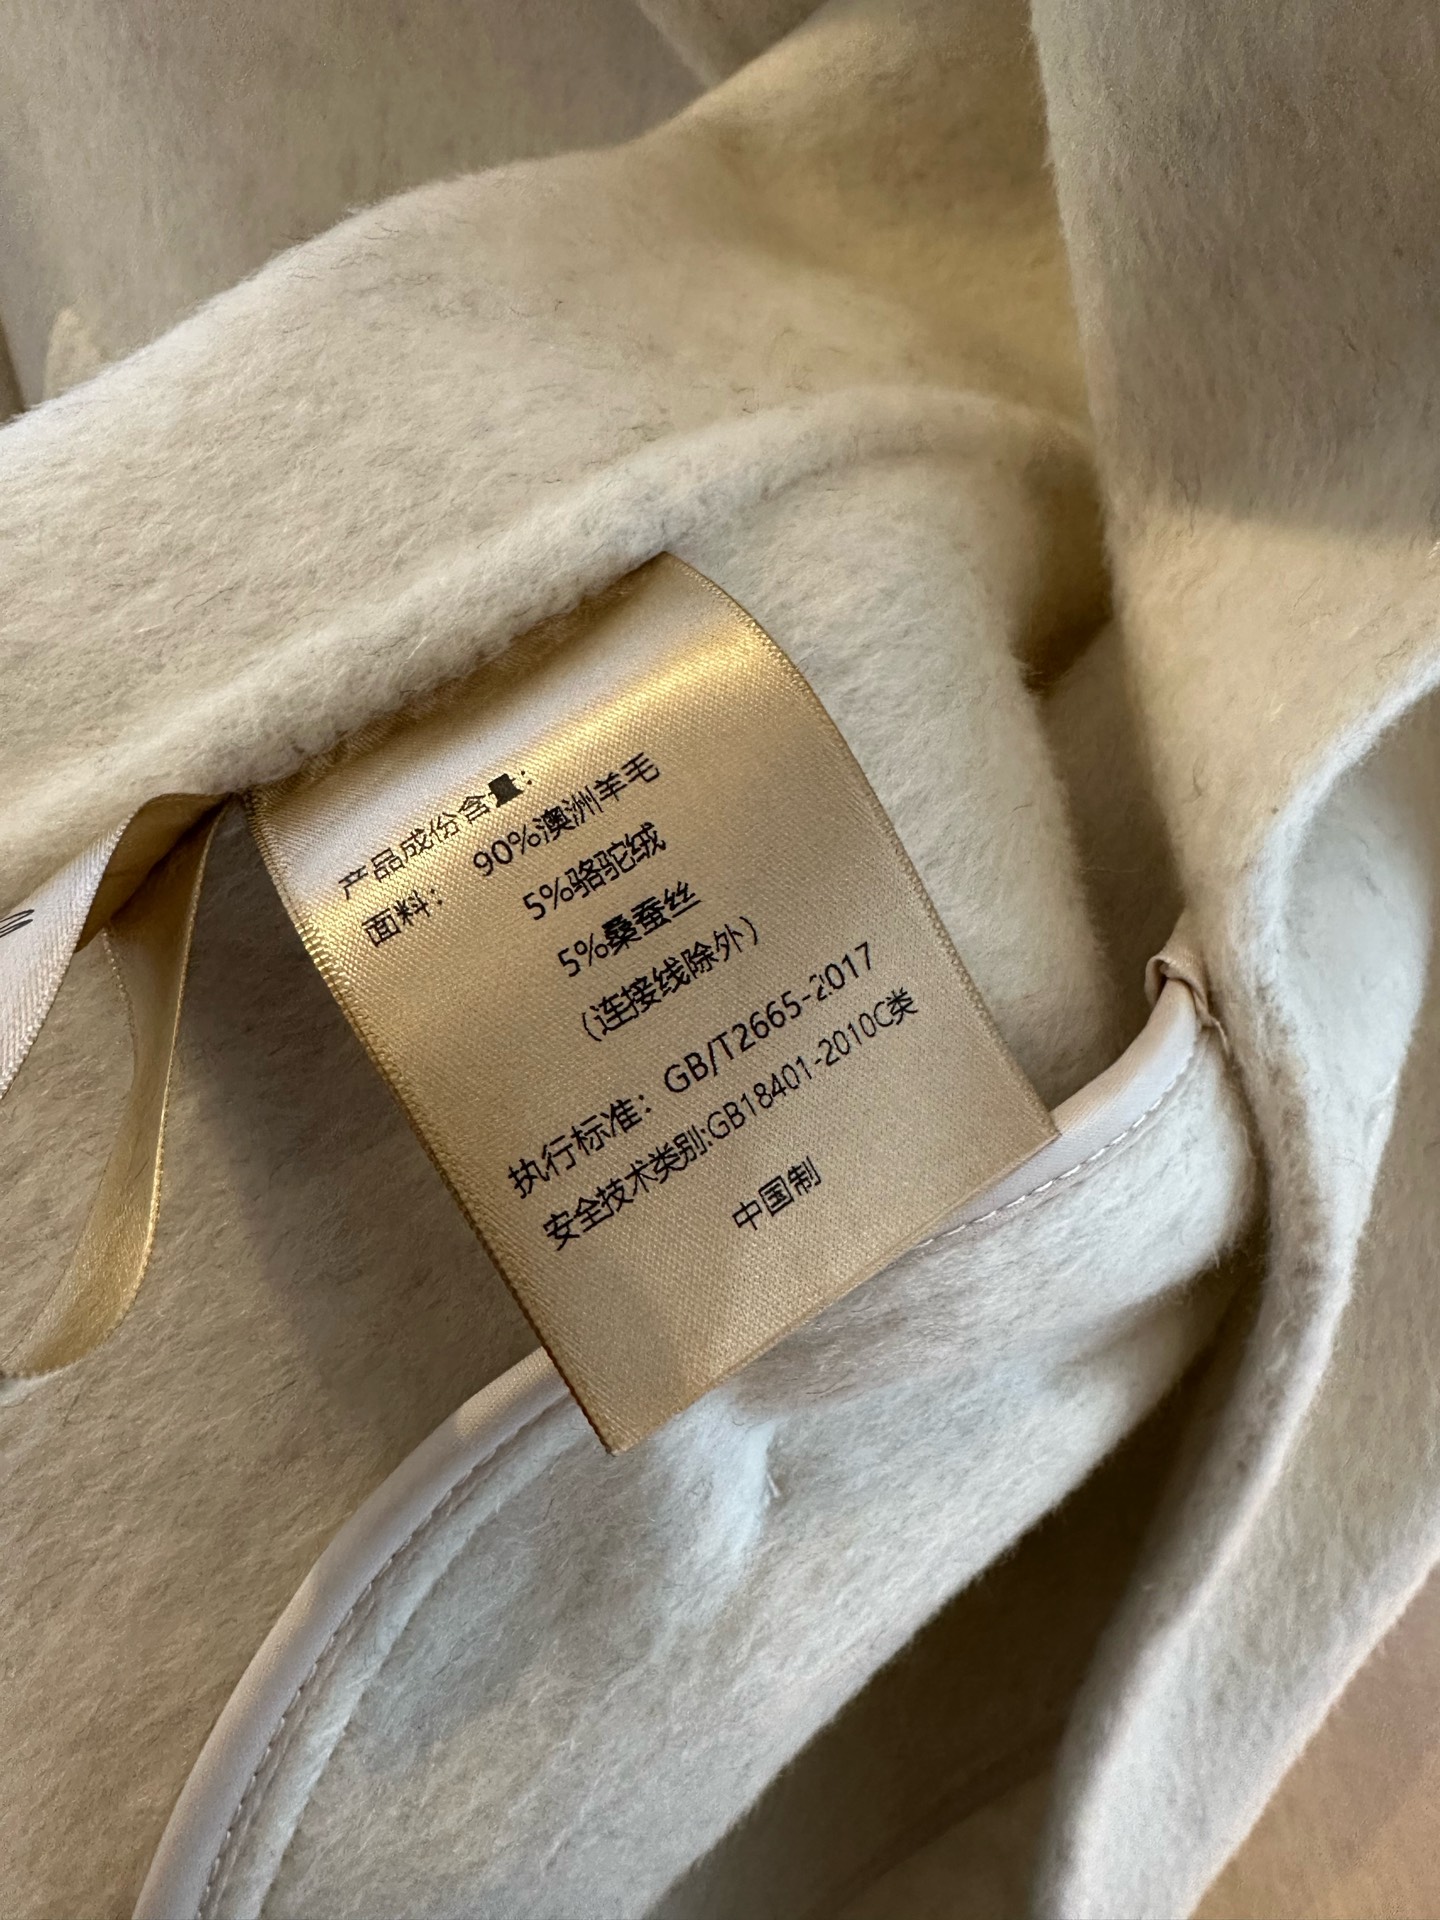 产品成份含量：
面料： 90%澳洲羊毛
5%骆驼绒
5%桑蚕丝
(连接线除外)
执行标准：GB/T2665-2017
安全技术类别:GB18401-2010C类
中国制